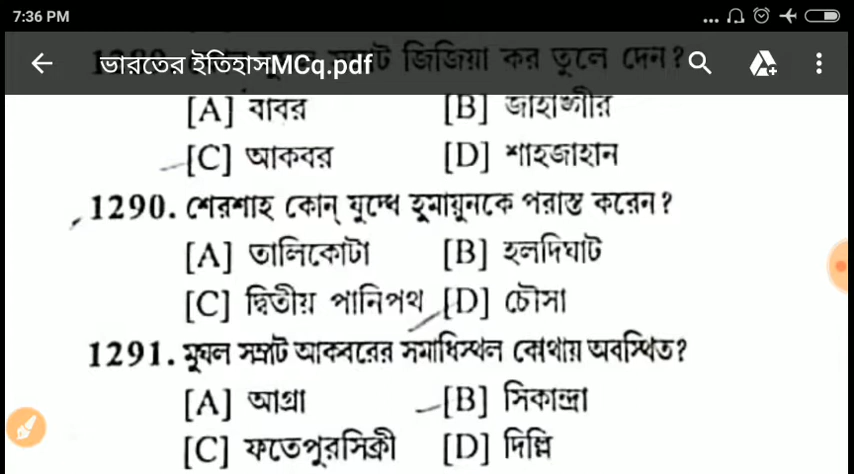 7:36 PM
ভারতের ইতিহাসMCq.pdf
জিজিয়া কর তুলে দেন?
[A] বাবর [B] জাহাঙ্গীর
[C] আকবর [D] শাহজাহান
1290. শেরশাহ কোন্ যুদ্ধে হুমায়ুনকে পরাস্ত করেন?
[A] তালিকোটা [B] হলদিঘাট
[C] দ্বিতীয় পানিপথ [D] চৌসা
1291. মুঘল সম্রাট আকবরের সমাধিস্থল কোথায় অবস্থিত?
[A] আগ্রা [B] সিকান্দ্রা
[C] ফতেপুরসিক্রী [D] দিল্লি